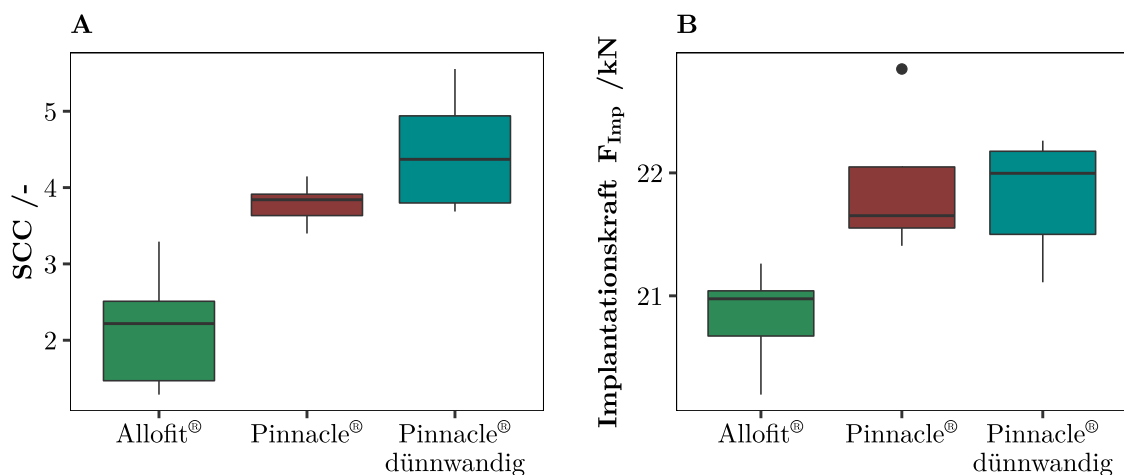 A
SCC /-
5
4
3
2
Allofit®
Pinnacle®
Pinnacle®
dünnwandig
B
Implantationskraft F_Imp /kN
22
21
Allofit®
Pinnacle®
Pinnacle®
dünnwandig